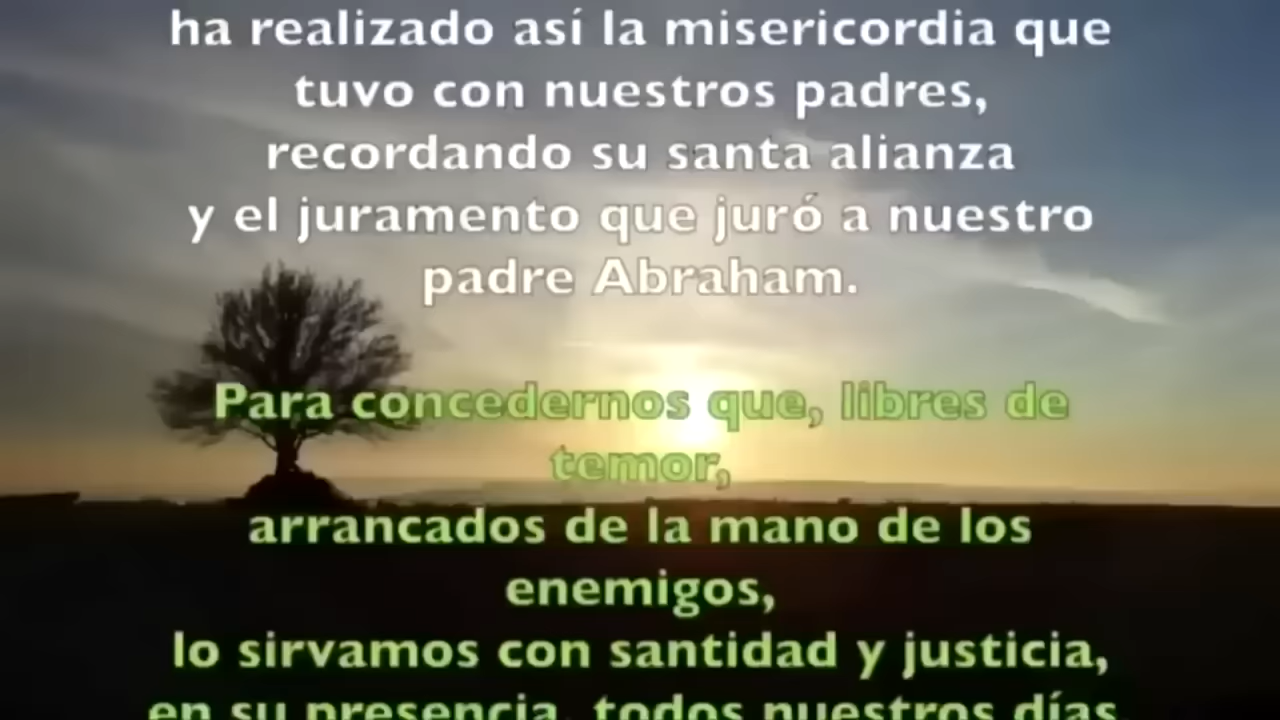 ha realizado así la misericordia que
tuvo con nuestros padres,
recordando su santa alianza
y el juramento que juró a nuestro
padre Abraham.
Para concedernos que, libres de
temor,
arrancados de la mano de los
enemigos,
lo sirvamos con santidad y justicia,
en su presencia, todos nuestros días